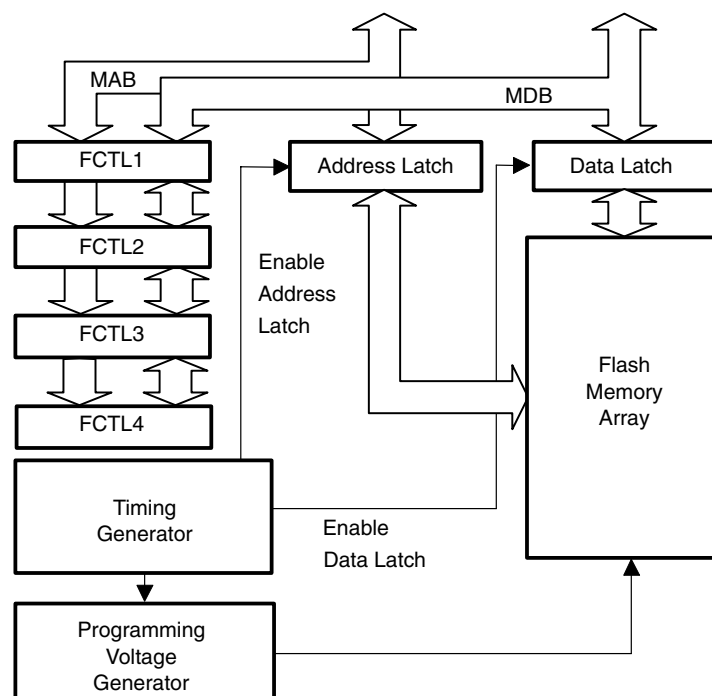 MAB
MDB
FCTL1
Address Latch
Data Latch
FCTL2
Enable
Address
Latch
FCTL3
Flash
Memory
Array
FCTL4
Timing
Generator
Enable
Data Latch
Programming
Voltage
Generator